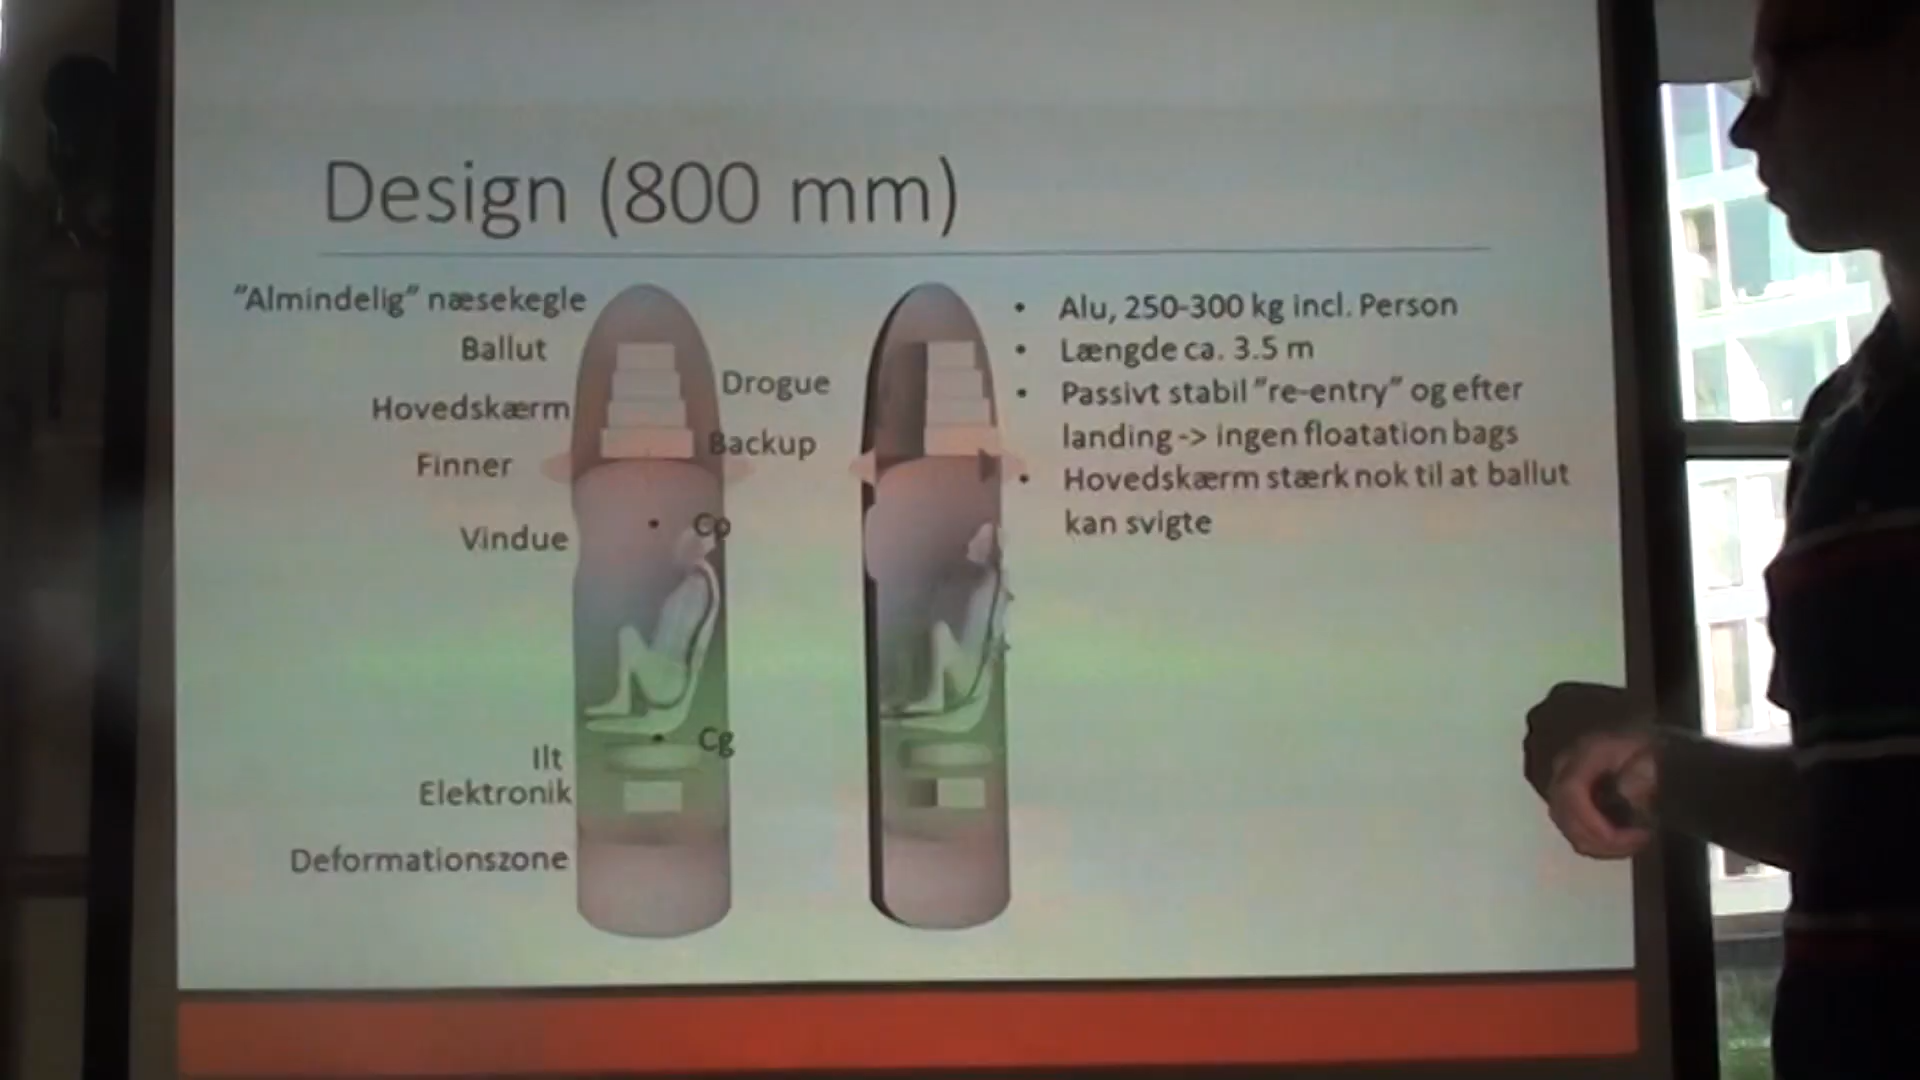 Design (800 mm)
"Almindelig" næsekegle
Ballut
Drogue
Hovedskærm
Backup
Finner
Cp
Vindue
Cg
Ilt
Elektronik
Deformationszone
• Alu, 250-300 kg incl. Person
• Længde ca. 3.5 m
• Passivt stabil "re-entry" og efter
landing -> ingen floatation bags
• Hovedskærm stærk nok til at ballut
kan svigte